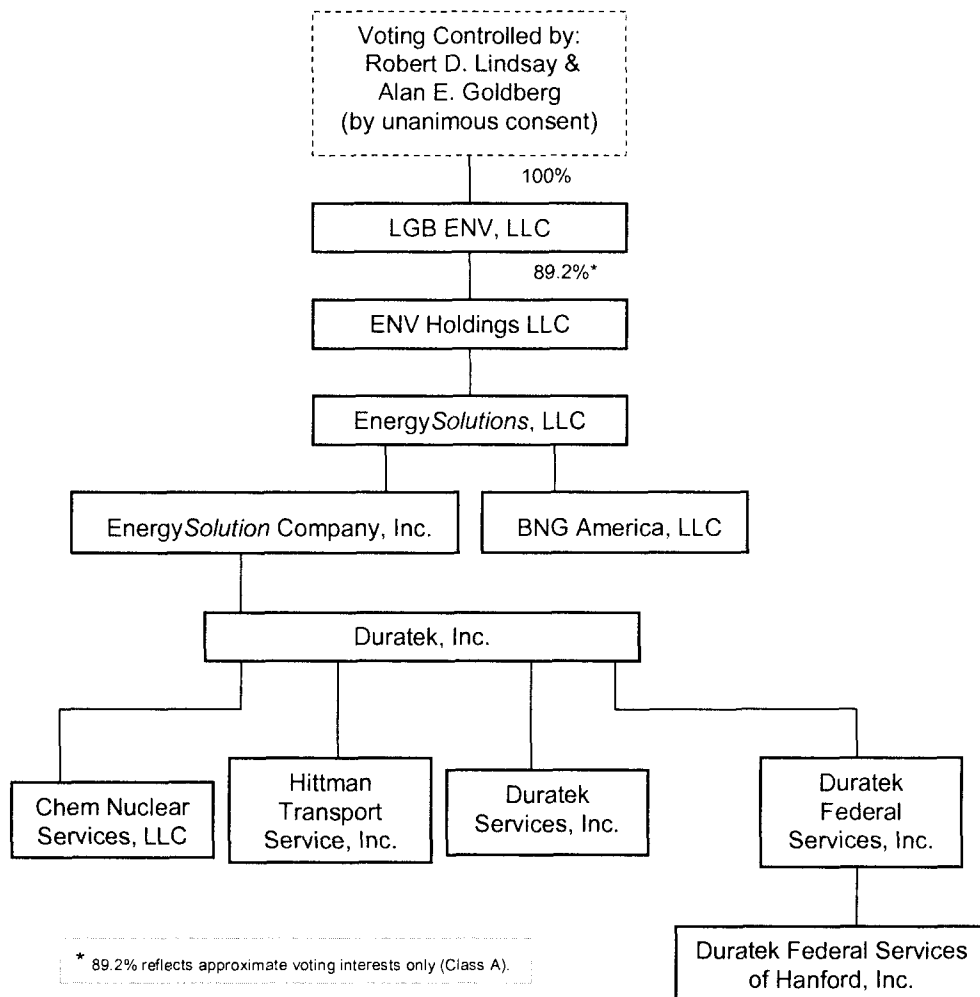 Voting Controlled by:
Robert D. Lindsay &
Alan E. Goldberg
(by unanimous consent)
100%
LGB ENV, LLC
89.2%*
ENV Holdings LLC
EnergySolutions, LLC
EnergySolution Company, Inc.
BNG America, LLC
Duratek, Inc.
Chem Nuclear
Services, LLC
Hittman
Transport
Service, Inc.
Duratek
Services, Inc.
Duratek
Federal
Services, Inc.
Duratek Federal Services
of Hanford, Inc.
* 89.2% reflects approximate voting interests only (Class A).